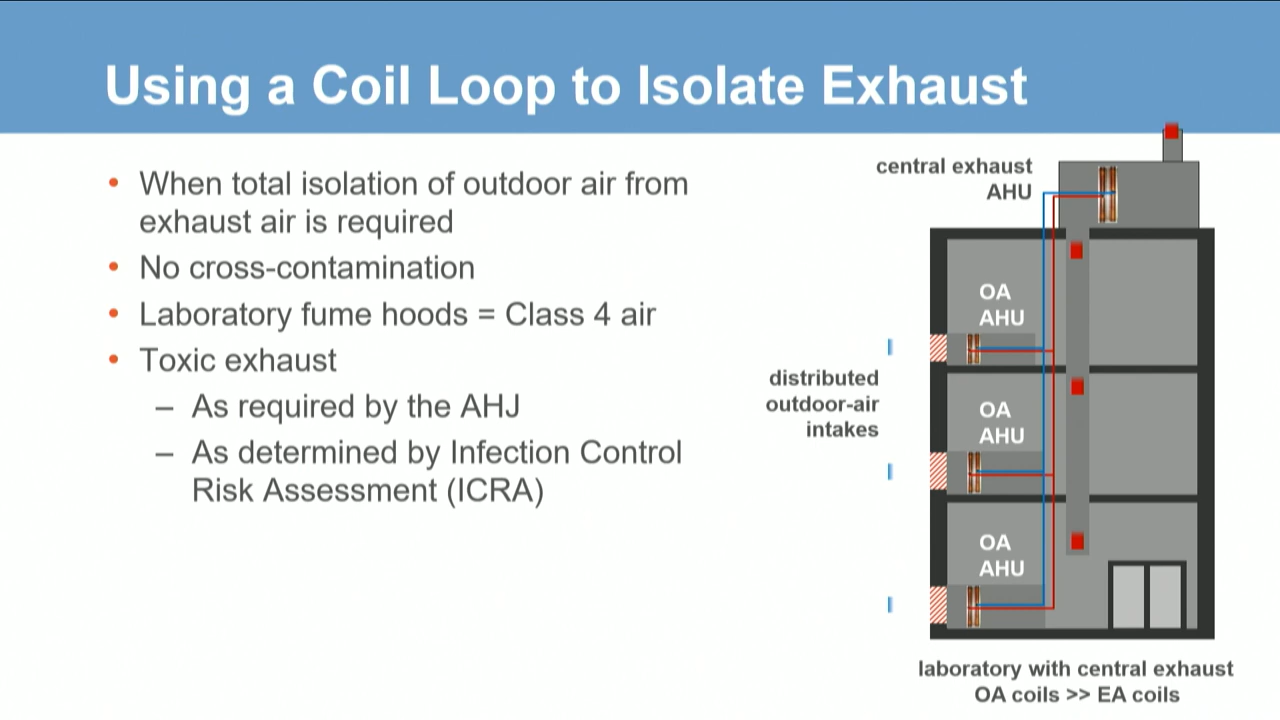 Using a Coil Loop to Isolate Exhaust
• When total isolation of outdoor air from
exhaust air is required
• No cross-contamination
• Laboratory fume hoods = Class 4 air
• Toxic exhaust
– As required by the AHJ
– As determined by Infection Control
Risk Assessment (ICRA)
central exhaust
AHU
OA
AHU
distributed
outdoor-air
intakes
OA
AHU
OA
AHU
laboratory with central exhaust
OA coils >> EA coils